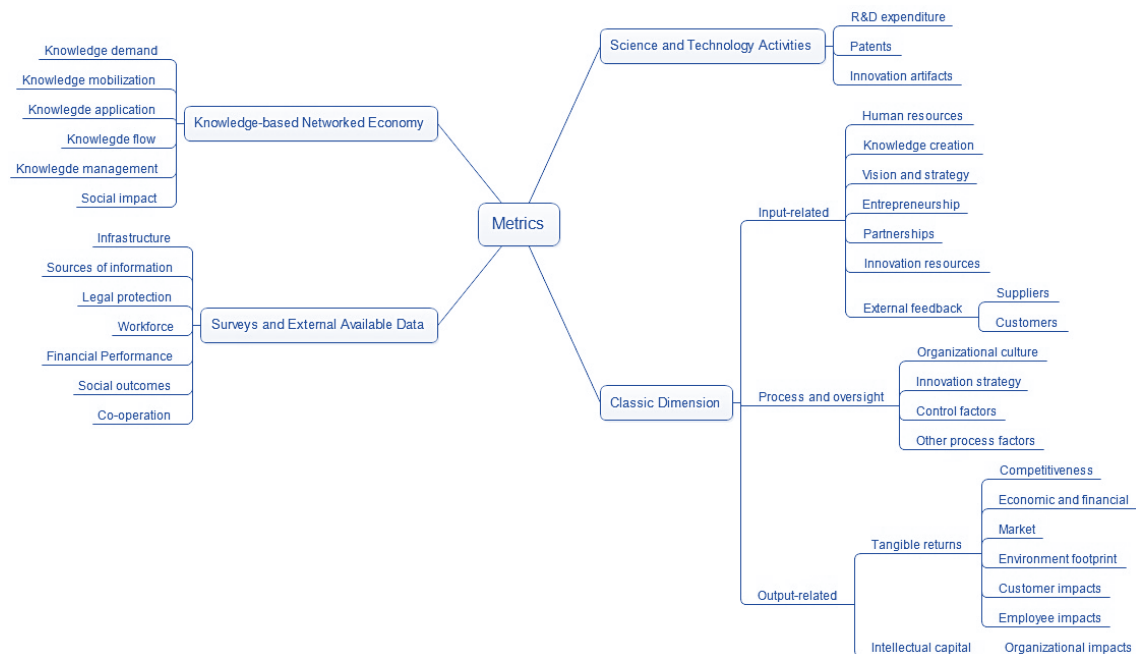 Metrics
Knowledge-based Networked Economy
Knowledge demand
Knowledge mobilization
Knowlegde application
Knowlegde flow
Knowlegde management
Social impact
Surveys and External Available Data
Infrastructure
Sources of information
Legal protection
Workforce
Financial Performance
Social outcomes
Co-operation
Science and Technology Activities
R&D expenditure
Patents
Innovation artifacts
Classic Dimension
Input-related
Human resources
Knowledge creation
Vision and strategy
Entrepreneurship
Partnerships
Innovation resources
External feedback
Suppliers
Customers
Process and oversight
Organizational culture
Innovation strategy
Control factors
Other process factors
Output-related
Tangible returns
Competitiveness
Economic and financial
Market
Environment footprint
Customer impacts
Employee impacts
Intellectual capital
Organizational impacts